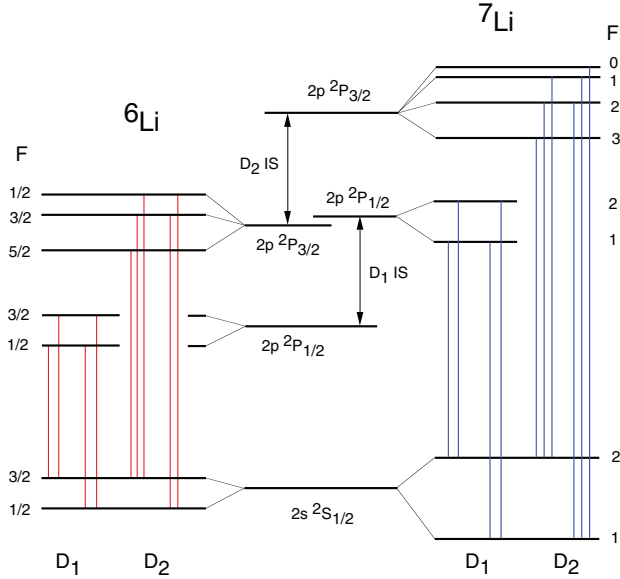 ⁷Li
F
0
1
2
3
2p ²P₃/₂
⁶Li
D₂ IS
F
1/2
3/2
5/2
2p ²P₃/₂
2p ²P₁/₂
2
1
D₁ IS
3/2
1/2
2p ²P₁/₂
3/2
1/2
2s ²S₁/₂
2
1
D₁ D₂
D₁ D₂